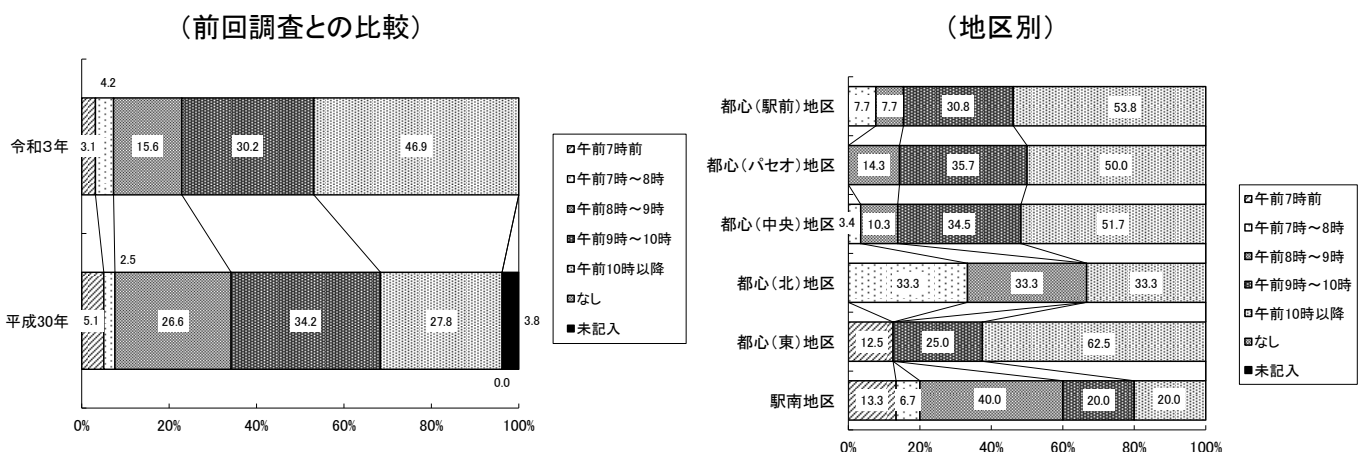 （前回調査との比較）
4.2
令和３年
3.1
15.6
30.2
46.9
2.5
平成30年
5.1
26.6
34.2
27.8
3.8
0.0
0%
20%
40%
60%
80%
100%
午前7時前
午前7時～8時
午前8時～9時
午前9時～10時
午前10時以降
なし
未記入
（地区別）
都心（駅前）地区
7.7
7.7
30.8
53.8
都心（パセオ）地区
14.3
35.7
50.0
都心（中央）地区
3.4
10.3
34.5
51.7
都心（北）地区
33.3
33.3
33.3
都心（東）地区
12.5
25.0
62.5
駅南地区
13.3
6.7
40.0
20.0
20.0
0%
20%
40%
60%
80%
100%
午前7時前
午前7時～8時
午前8時～9時
午前9時～10時
午前10時以降
なし
未記入